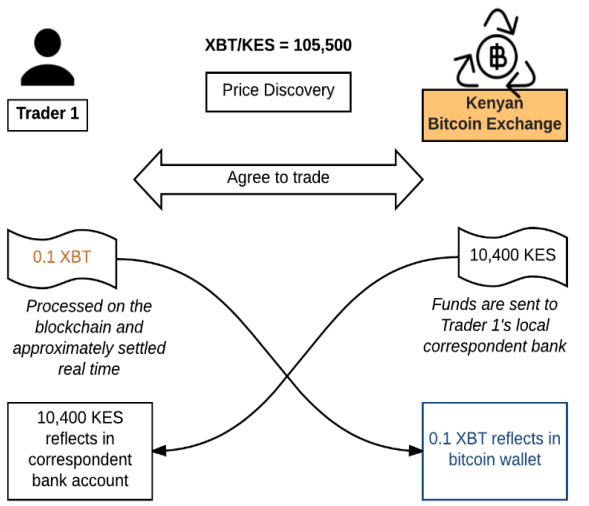 XBT/KES = 105,500
Trader 1
Price Discovery
Kenyan
Bitcoin Exchange
Agree to trade
0.1 XBT
10,400 KES
Processed on the
blockchain and
approximately settled
real time
Funds are sent to
Trader 1's local
correspondent bank
10,400 KES
reflects in
correspondent
bank account
0.1 XBT reflects in
bitcoin wallet